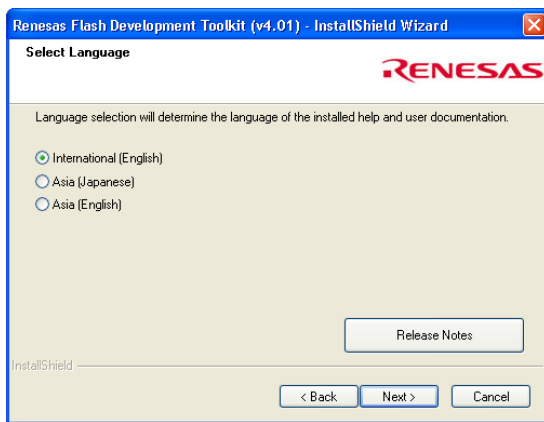 Renesas Flash Development Toolkit (v4.01) - InstallShield Wizard
Select Language
RENESAS
Language selection will determine the language of the installed help and user documentation.
International (English)
Asia (Japanese)
Asia (English)
Release Notes
InstallShield
< Back Next > Cancel